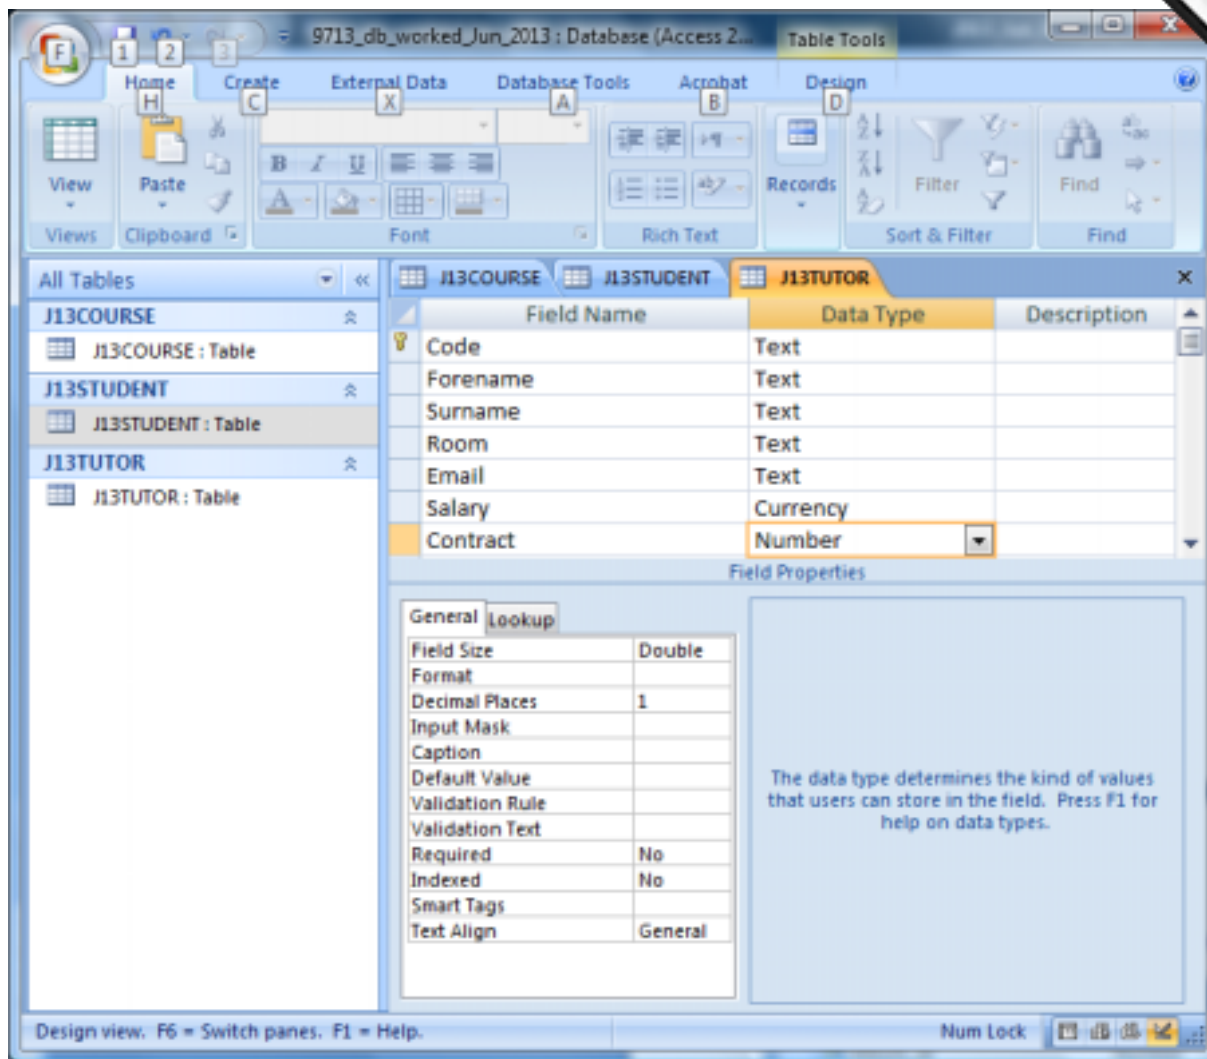 9713_db_worked_Jun_2013 : Database (Access 2... Table Tools
F 1 2 3
Home Create External Data Database Tools Acrobat Design
H C X A B D
B I U
View Paste Records Filter Find
Views Clipboard Font Rich Text Sort & Filter Find
All Tables
J13COURSE
J13COURSE : Table
J13STUDENT
J13STUDENT : Table
J13TUTOR
J13TUTOR : Table
J13COURSE J13STUDENT J13TUTOR
Field Name Data Type Description
Code Text
Forename Text
Surname Text
Room Text
Email Text
Salary Currency
Contract Number
Field Properties
General Lookup
Field Size Double
Format
Decimal Places 1
Input Mask
Caption
Default Value
Validation Rule
Validation Text
Required No
Indexed No
Smart Tags
Text Align General
The data type determines the kind of values
that users can store in the field. Press F1 for
help on data types.
Design view. F6 = Switch panes. F1 = Help. Num Lock